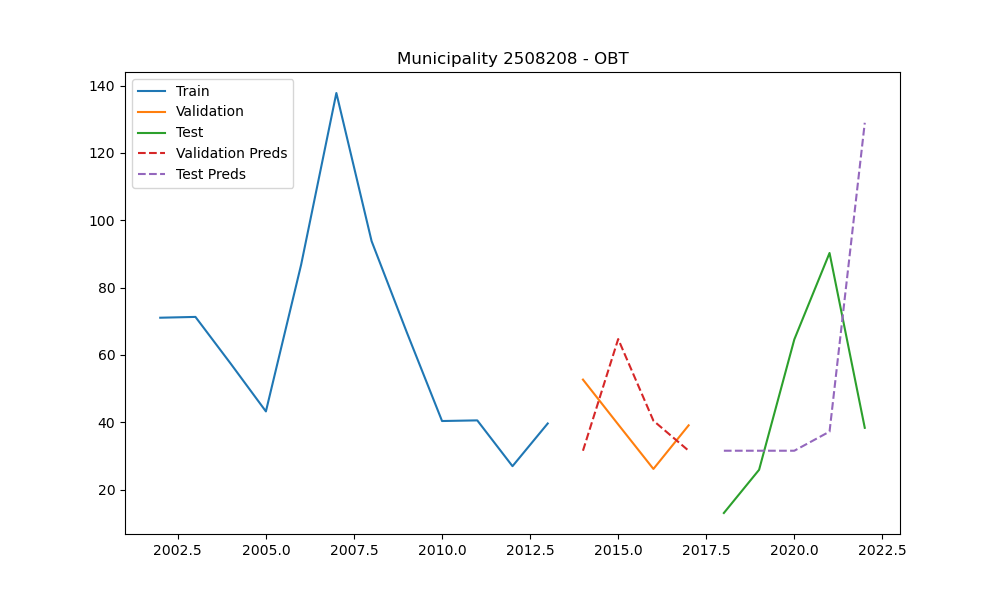 Municipality 2508208 - OBT
140
120
100
80
60
40
20
Train
Validation
Test
Validation Preds
Test Preds
2002.5 2005.0 2007.5 2010.0 2012.5 2015.0 2017.5 2020.0 2022.5